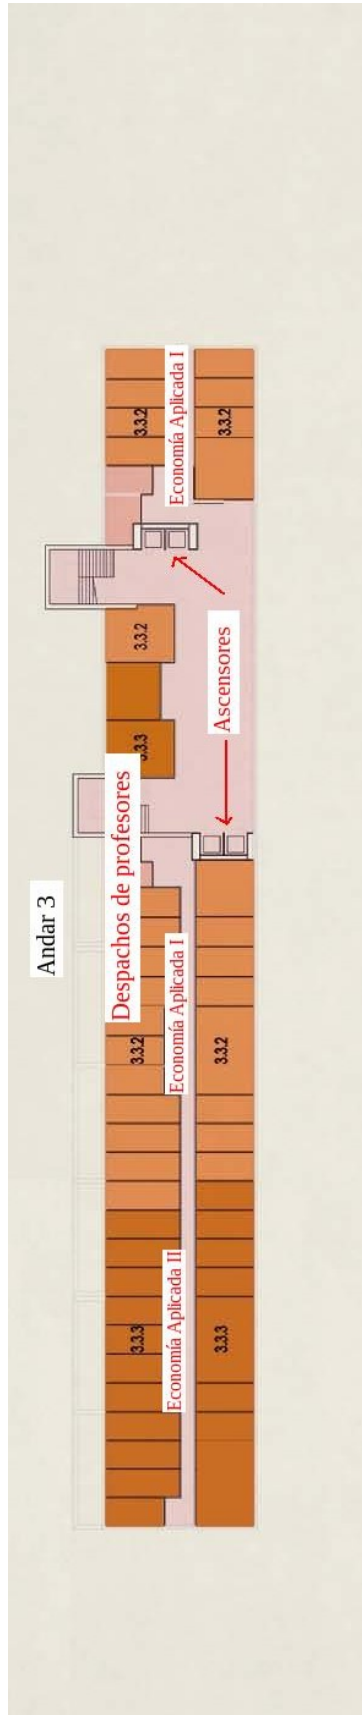 Andar 3
Despachos de profesores
3.3.3
3.3.2
3.3.3
3.3.2
3.3.2
Economía Aplicada II
Economía Aplicada I
Economía Aplicada I
3.3.3
3.3.2
Ascensores
3.3.2